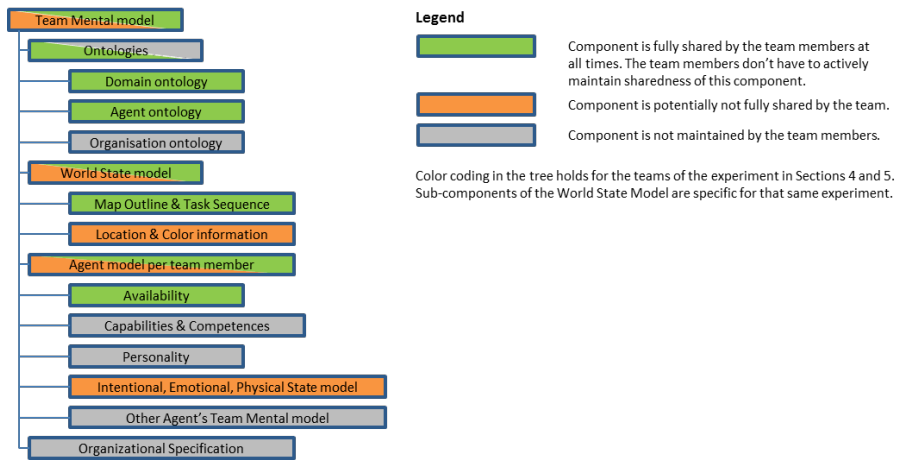 Team Mental model
Ontologies
Domain ontology
Agent ontology
Organisation ontology
World State model
Map Outline & Task Sequence
Location & Color information
Agent model per team member
Availability
Capabilities & Competences
Personality
Intentional, Emotional, Physical State model
Other Agent's Team Mental model
Organizational Specification
Legend
Component is fully shared by the team members at
all times. The team members don't have to actively
maintain sharedness of this component.
Component is potentially not fully shared by the team.
Component is not maintained by the team members.
Color coding in the tree holds for the teams of the experiment in Sections 4 and 5.
Sub-components of the World State Model are specific for that same experiment.